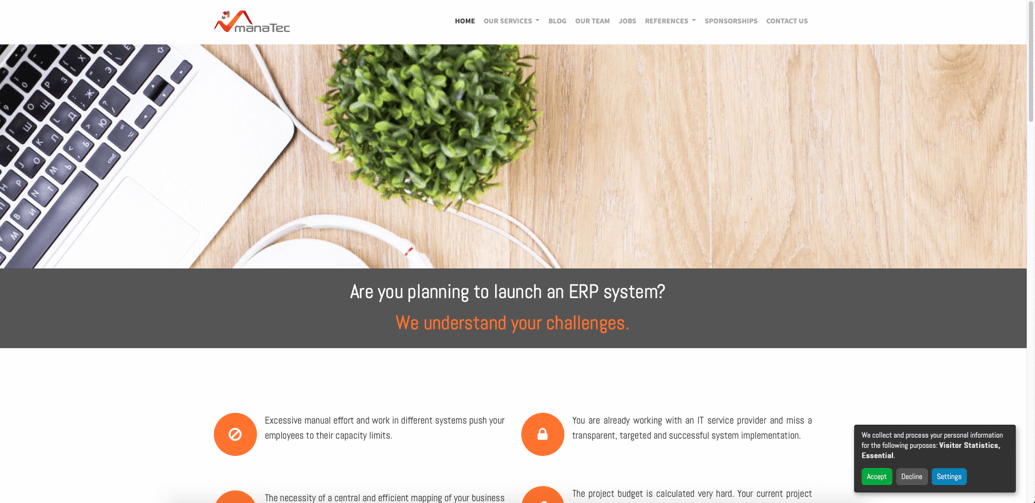 manaTec
HOME OUR SERVICES BLOG OUR TEAM JOBS REFERENCES SPONSORSHIPS CONTACT US
Are you planning to launch an ERP system?
We understand your challenges.
Excessive manual effort and work in different systems push your
employees to their capacity limits.
You are already working with an IT service provider and miss a
transparent, targeted and successful system implementation.
The necessity of a central and efficient mapping of your business
The project budget is calculated very hard. Your current project
We collect and process your personal information
for the following purposes: Visitor Statistics,
Essential.
Accept Decline Settings